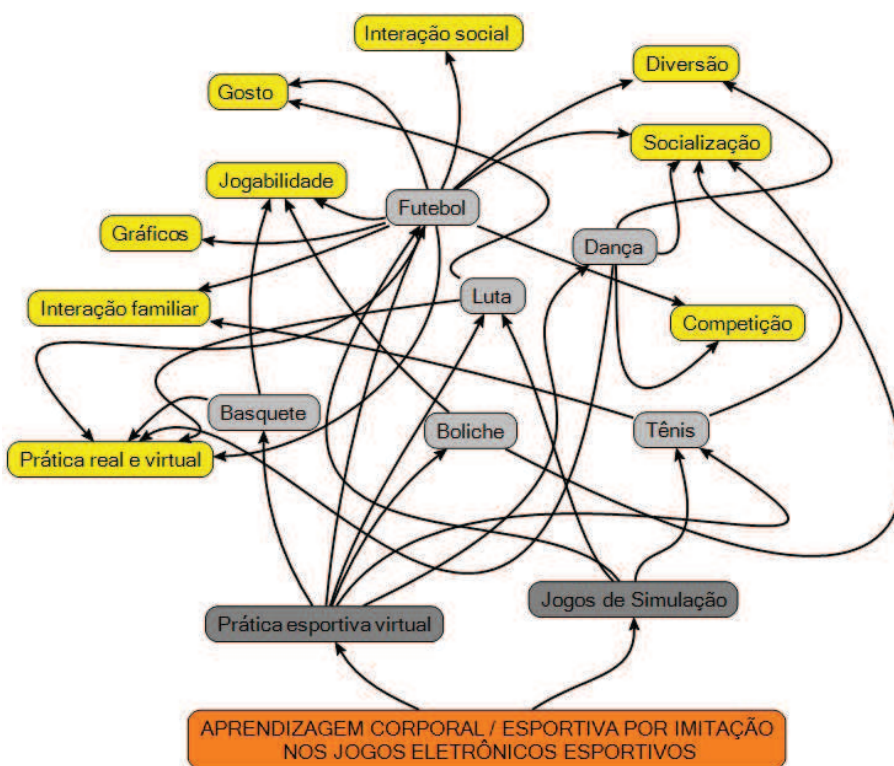 Interação social
Diversão
Gosto
Socialização
Jogabilidade
Futebol
Gráficos
Dança
Interação familiar
Luta
Competição
Basquete
Boliche
Tênis
Prática real e virtual
Jogos de Simulação
Prática esportiva virtual
APRENDIZAGEM CORPORAL / ESPORTIVA POR IMITAÇÃO
NOS JOGOS ELETRÔNICOS ESPORTIVOS